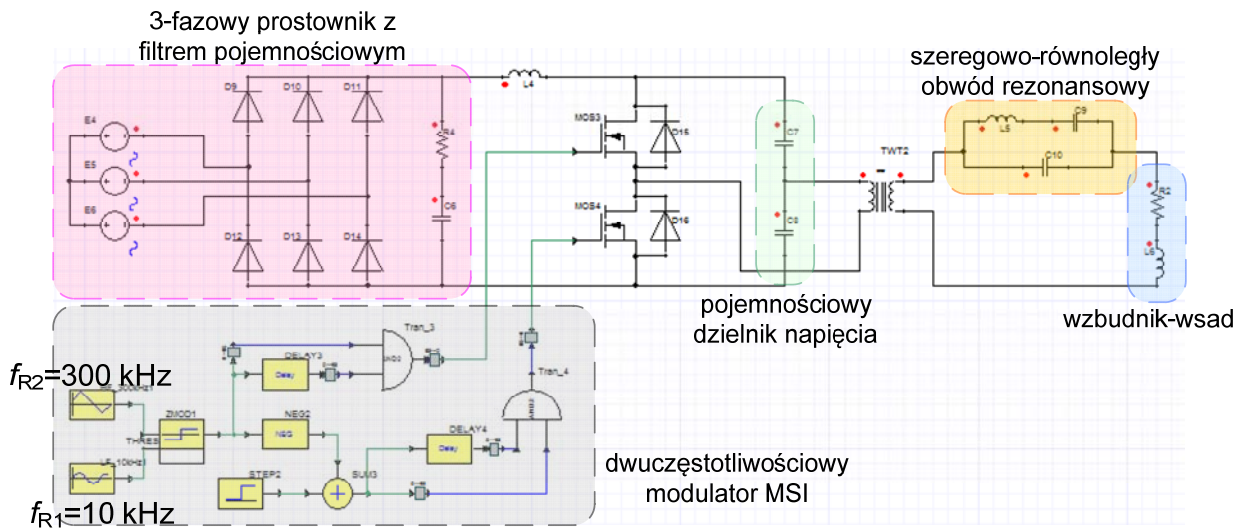 3-fazowy prostownik z
filtrem pojemnościowym
szeregowo-równoległy
obwód rezonansowy
D9
D10
D11
L4
E4
E5
E6
R4
MOS3
D15
C7
TWT2
L5
C9
C10
R2
MOS4
D16
L6
D12
D13
D14
pojemnościowy
dzielnik napięcia
wzbudnik-wsad
Tran_3
DELAY3
Delay
Tran_4
fR2=300 kHz
ZMOD1
NEG2
NEG
DELAY4
Delay
THRES
LF_10kHz1
STEP2
SUM3
dwuczęstotliwościowy
modulator MSI
fR1=10 kHz